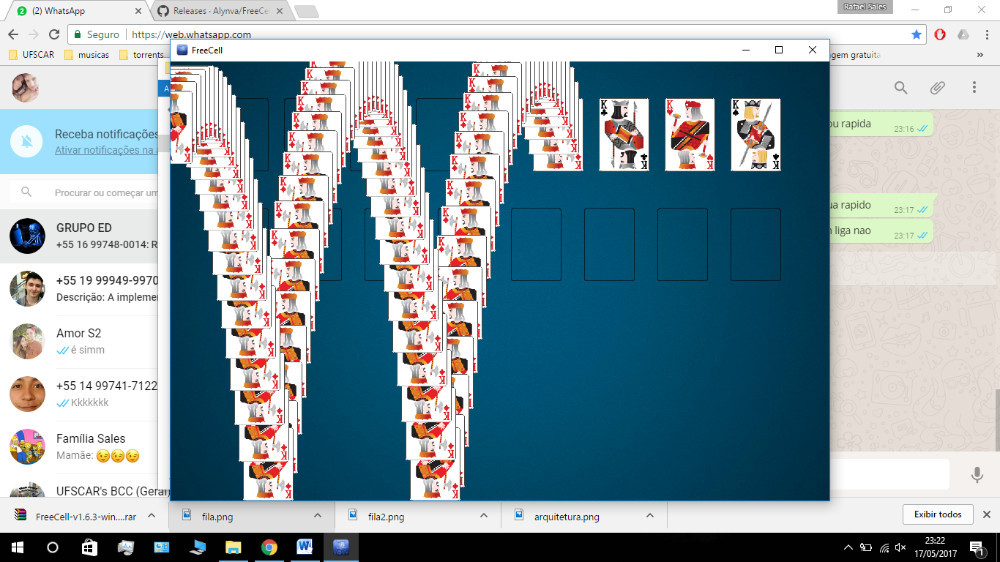 (2) WhatsApp
Releases · Alynva/FreeCel
Rafael Sales
Seguro
https://web.whatsapp.com
UFSCAR
musicas
torrents
gem gratuita
»
FreeCell
A
Receba notificações
Ativar notificações na a
Procurar ou começar um
GRUPO ED
+55 16 99748-0014: R
+55 19 99949-9970
Descrição: A implemen
Amor S2
é simm
+55 14 99741-7122
Kkkkkkk
Família Sales
Mamãe:
UFSCAR's BCC (Geral)
ou rapida
23:16
ua rapido
23:17
liga nao
23:17
K
K
K
FreeCell-v1.6.3-win....rar
fila.png
fila2.png
arquitetura.png
Exibir todos
23:22
17/05/2017
1